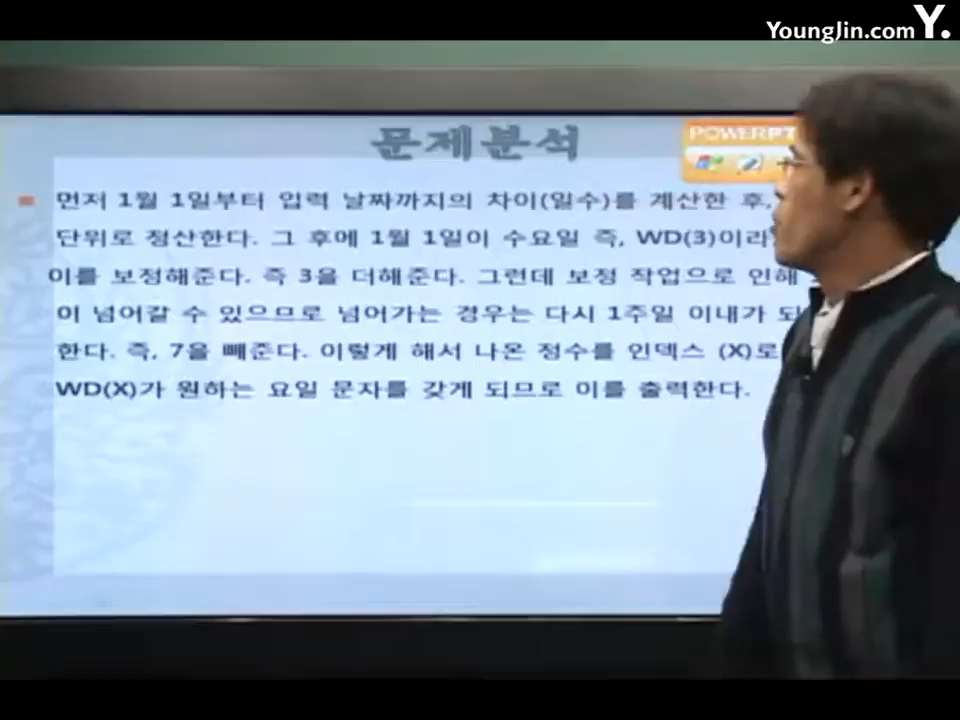 YoungJin.com Y.
문제분석
POWERPT
먼저 1월 1일부터 입력 날짜까지의 차이(일수)를 계산한 후,
단위로 정산한다. 그 후에 1월 1일이 수요일 즉, WD(3)이라
이를 보정해준다. 즉 3을 더해준다. 그런데 보정 작업으로 인해
이 넘어갈 수 있으므로 넘어가는 경우는 다시 1주일 이내가 되
한다. 즉, 7을 빼준다. 이렇게 해서 나온 정수를 인덱스 (X)로
WD(X)가 원하는 요일 문자를 갖게 되므로 이를 출력한다.